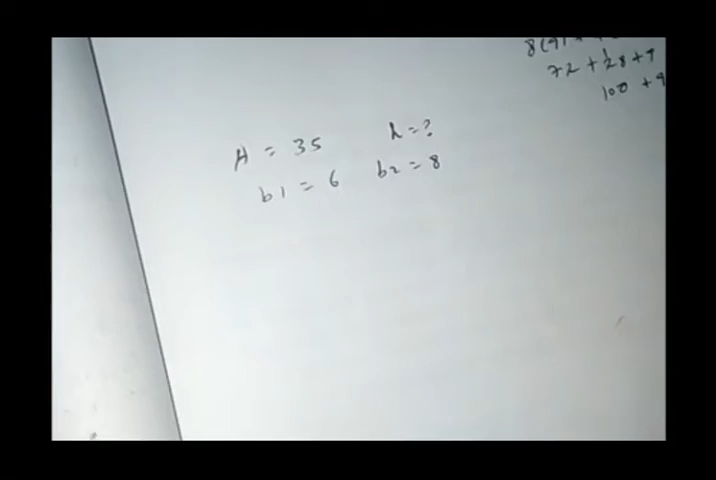 72 + 28 + 9
100 + 9
A = 35 h = ?
b1 = 6 b2 = 8